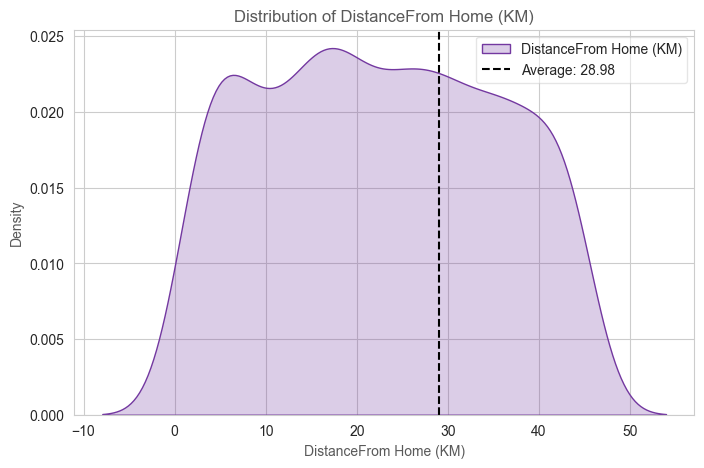 Distribution of DistanceFrom Home (KM)
DistanceFrom Home (KM)
Average: 28.98
Density
0.025
0.020
0.015
0.010
0.005
0.000
−10 0 10 20 30 40 50
DistanceFrom Home (KM)